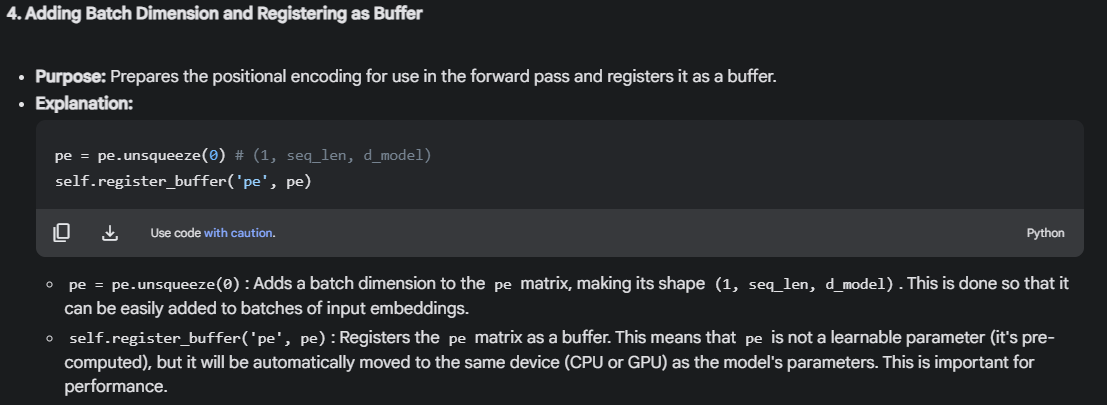 4. Adding Batch Dimension and Registering as Buffer
• Purpose: Prepares the positional encoding for use in the forward pass and registers it as a buffer.
• Explanation:
pe = pe.unsqueeze(0) # (1, seq_len, d_model)
self.register_buffer('pe', pe)
Use code with caution. Python
◦ pe = pe.unsqueeze(0) : Adds a batch dimension to the pe matrix, making its shape (1, seq_len, d_model) . This is done so that it
can be easily added to batches of input embeddings.
◦ self.register_buffer('pe', pe) : Registers the pe matrix as a buffer. This means that pe is not a learnable parameter (it's pre-
computed), but it will be automatically moved to the same device (CPU or GPU) as the model's parameters. This is important for
performance.